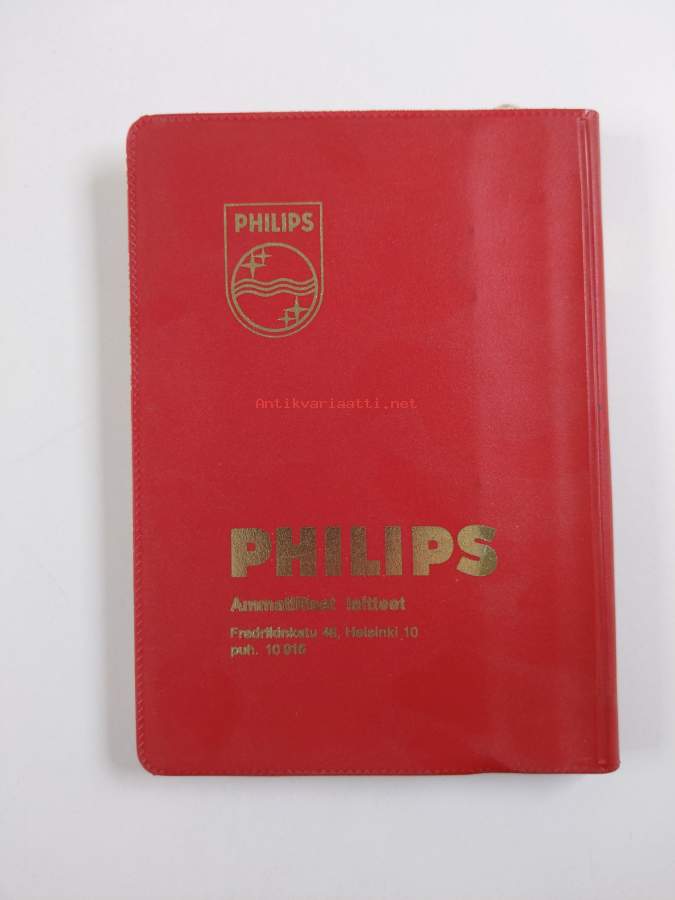 PHILIPS
Antikvariaatti.net
PHILIPS
Ammatilliset laitteet
Fredrikinkatu 48, Helsinki 10
puh. 10 915